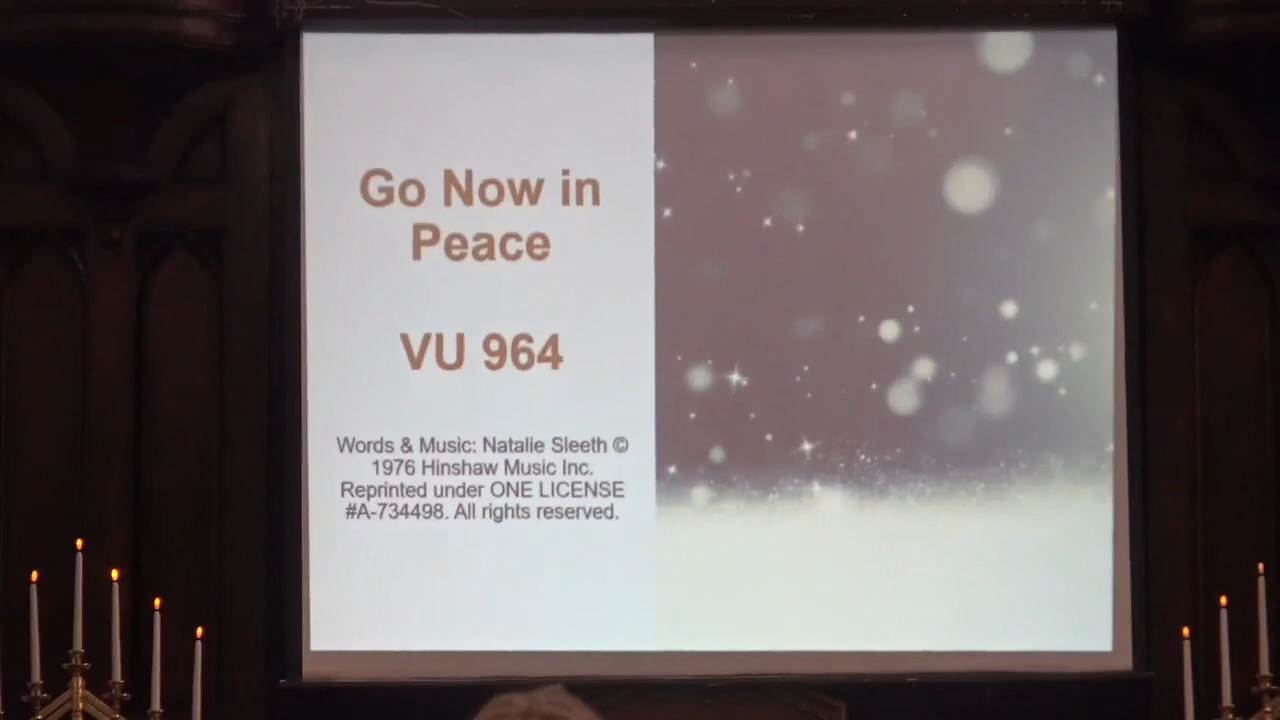 Go Now in
Peace
VU 964
Words & Music: Natalie Sleeth ©
1976 Hinshaw Music Inc.
Reprinted under ONE LICENSE
#A-734498. All rights reserved.